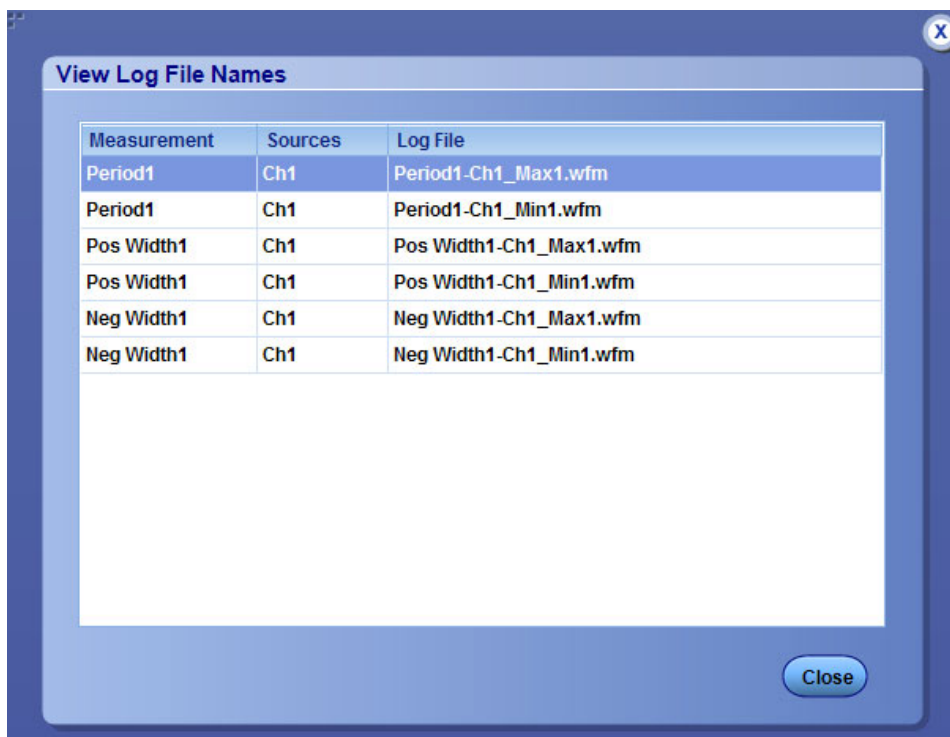 X
View Log File Names
Measurement Sources Log File
Period1 Ch1 Period1-Ch1_Max1.wfm
Period1 Ch1 Period1-Ch1_Min1.wfm
Pos Width1 Ch1 Pos Width1-Ch1_Max1.wfm
Pos Width1 Ch1 Pos Width1-Ch1_Min1.wfm
Neg Width1 Ch1 Neg Width1-Ch1_Max1.wfm
Neg Width1 Ch1 Neg Width1-Ch1_Min1.wfm
Close